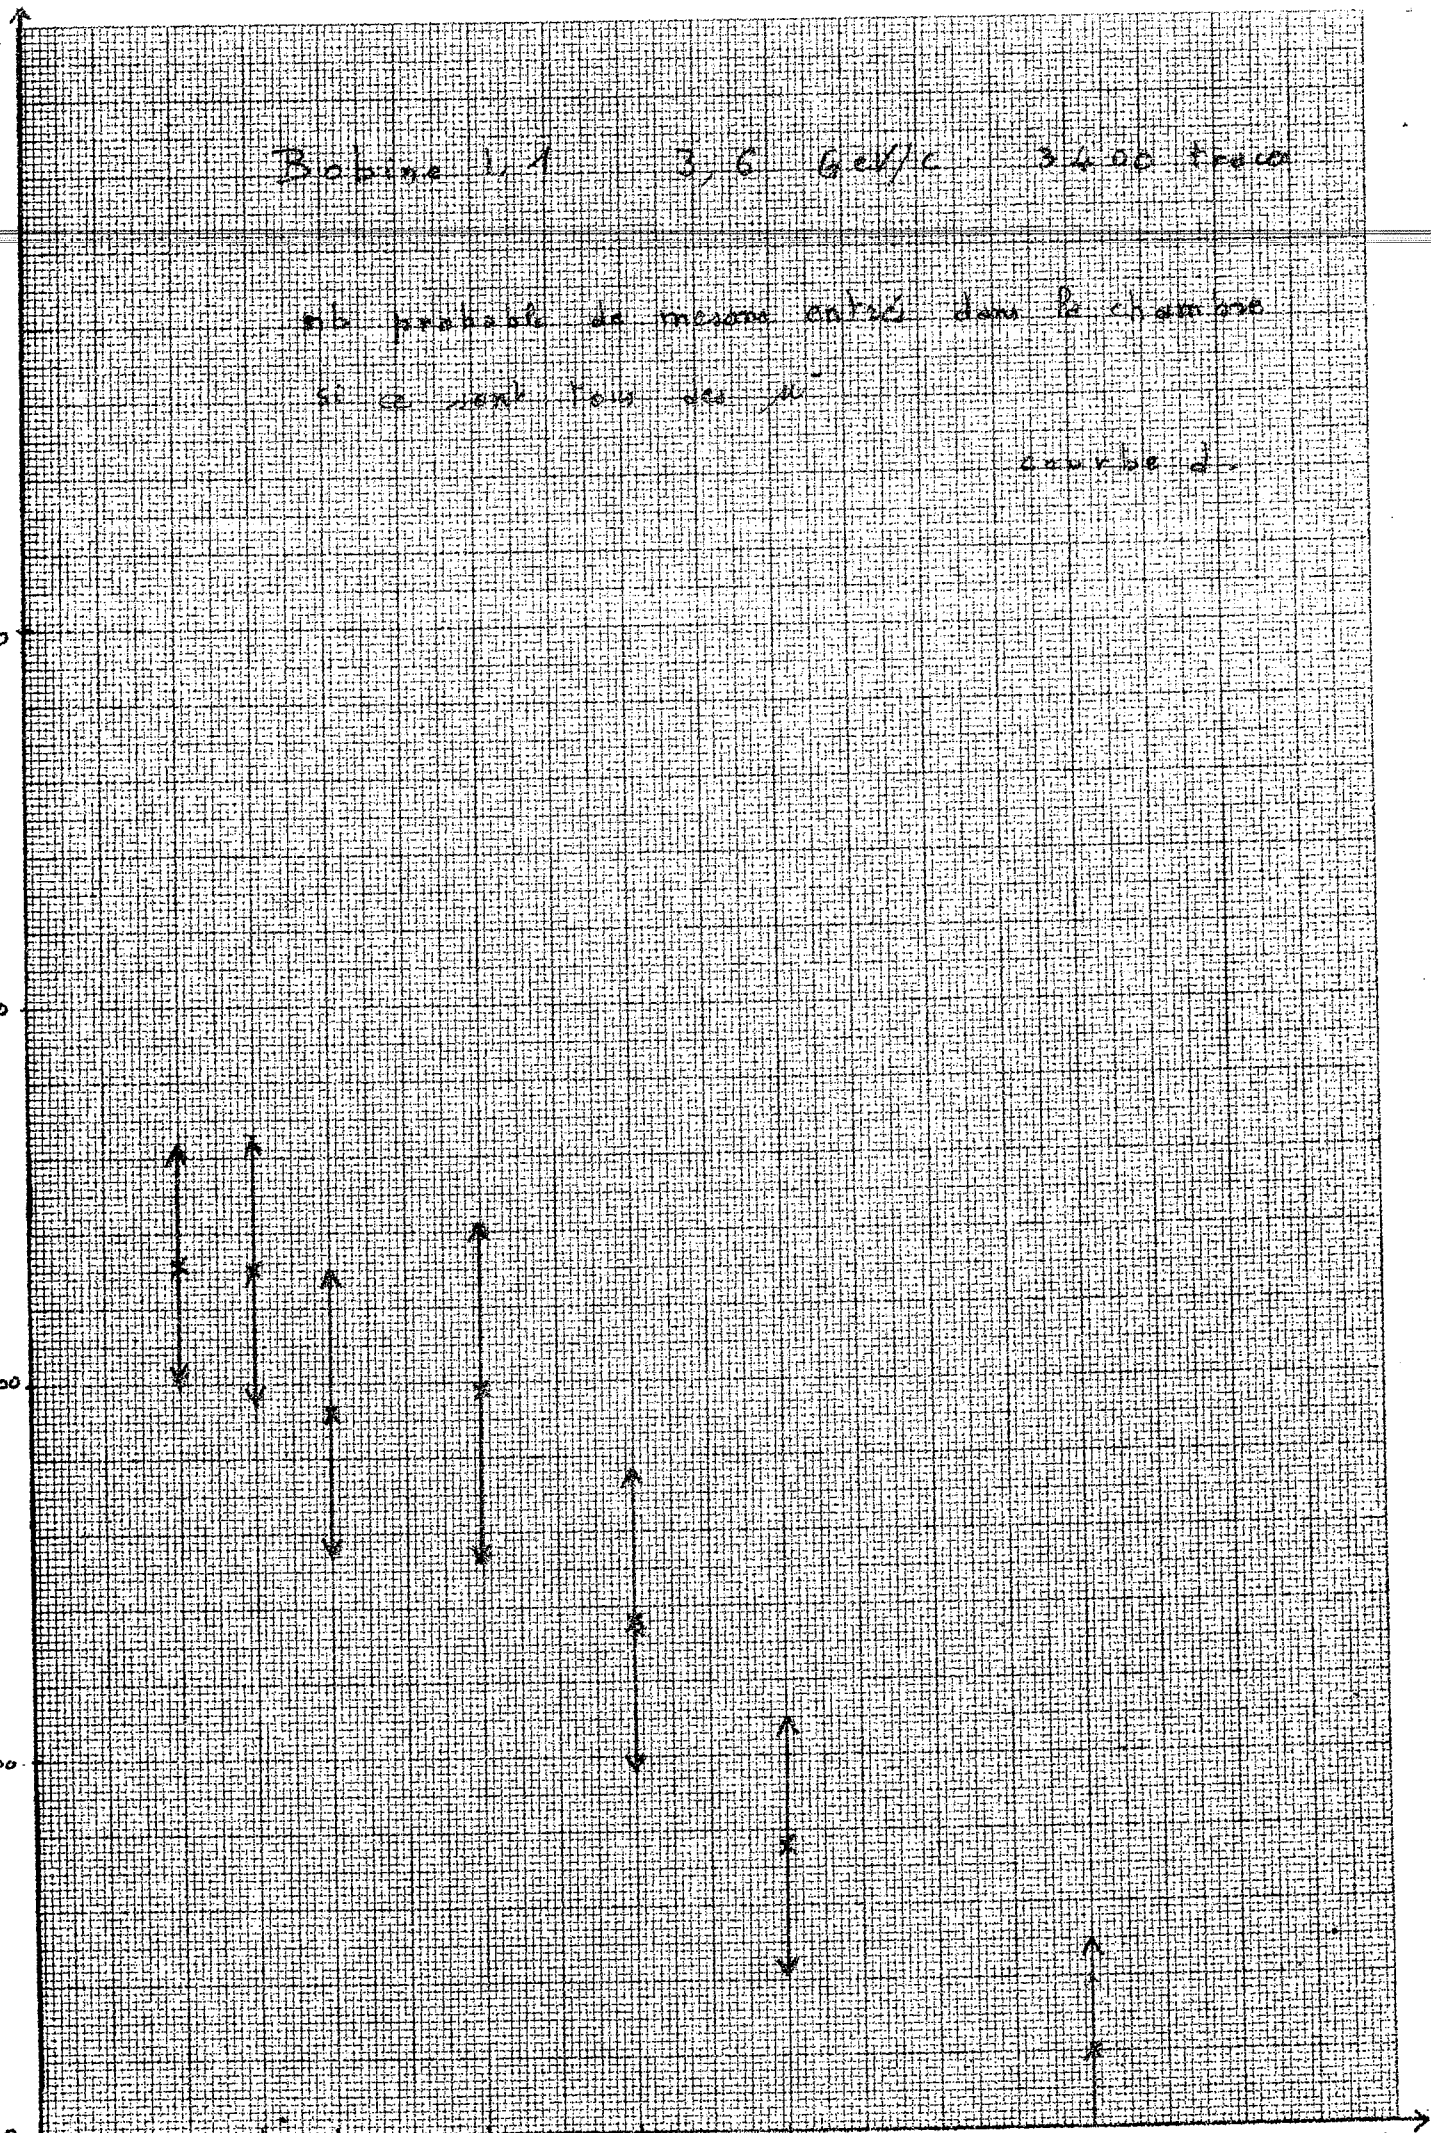 Bobine 1,1 3,6 GeV/c 3400 traces
nb probable de mesons entrés dans la chambre
si ce sont tous des μ⁻
courbe d.